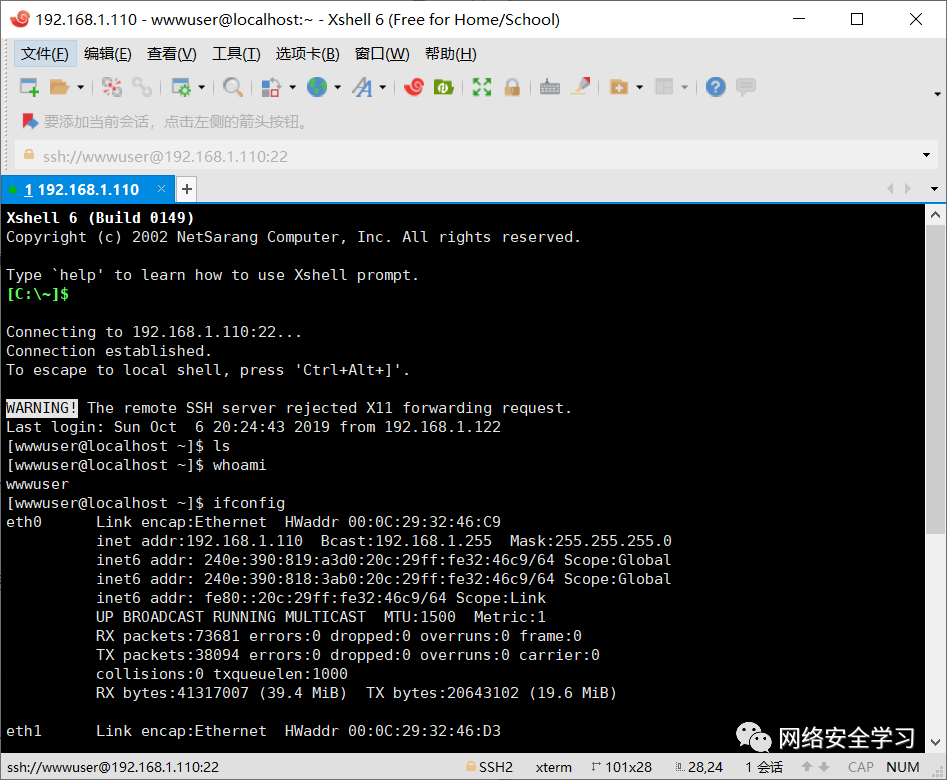 192.168.1.110 - wwwuser@localhost:~ - Xshell 6 (Free for Home/School)
文件(F) 编辑(E) 查看(V) 工具(T) 选项卡(B) 窗口(W) 帮助(H)
要添加当前会话，点击左侧的箭头按钮。
ssh://wwwuser@192.168.1.110:22
1 192.168.1.110 × +
Xshell 6 (Build 0149)
Copyright (c) 2002 NetSarang Computer, Inc. All rights reserved.
Type `help' to learn how to use Xshell prompt.
[C:\~]$
Connecting to 192.168.1.110:22...
Connection established.
To escape to local shell, press 'Ctrl+Alt+]'.
WARNING! The remote SSH server rejected X11 forwarding request.
Last login: Sun Oct  6 20:24:43 2019 from 192.168.1.122
[wwwuser@localhost ~]$ ls
[wwwuser@localhost ~]$ whoami
wwwuser
[wwwuser@localhost ~]$ ifconfig
eth0      Link encap:Ethernet  HWaddr 00:0C:29:32:46:C9
inet addr:192.168.1.110  Bcast:192.168.1.255  Mask:255.255.255.0
inet6 addr: 240e:390:819:a3d0:20c:29ff:fe32:46c9/64 Scope:Global
inet6 addr: 240e:390:818:3ab0:20c:29ff:fe32:46c9/64 Scope:Global
inet6 addr: fe80::20c:29ff:fe32:46c9/64 Scope:Link
UP BROADCAST RUNNING MULTICAST  MTU:1500  Metric:1
RX packets:73681 errors:0 dropped:0 overruns:0 frame:0
TX packets:38094 errors:0 dropped:0 overruns:0 carrier:0
collisions:0 txqueuelen:1000
RX bytes:41317007 (39.4 MiB)  TX bytes:20643102 (19.6 MiB)
eth1      Link encap:Ethernet  HWaddr 00:0C:29:32:46:D3
网络安全学习
ssh://wwwuser@192.168.1.110:22 SSH2 xterm 101x28 28,24 1 会话 CAP NUM